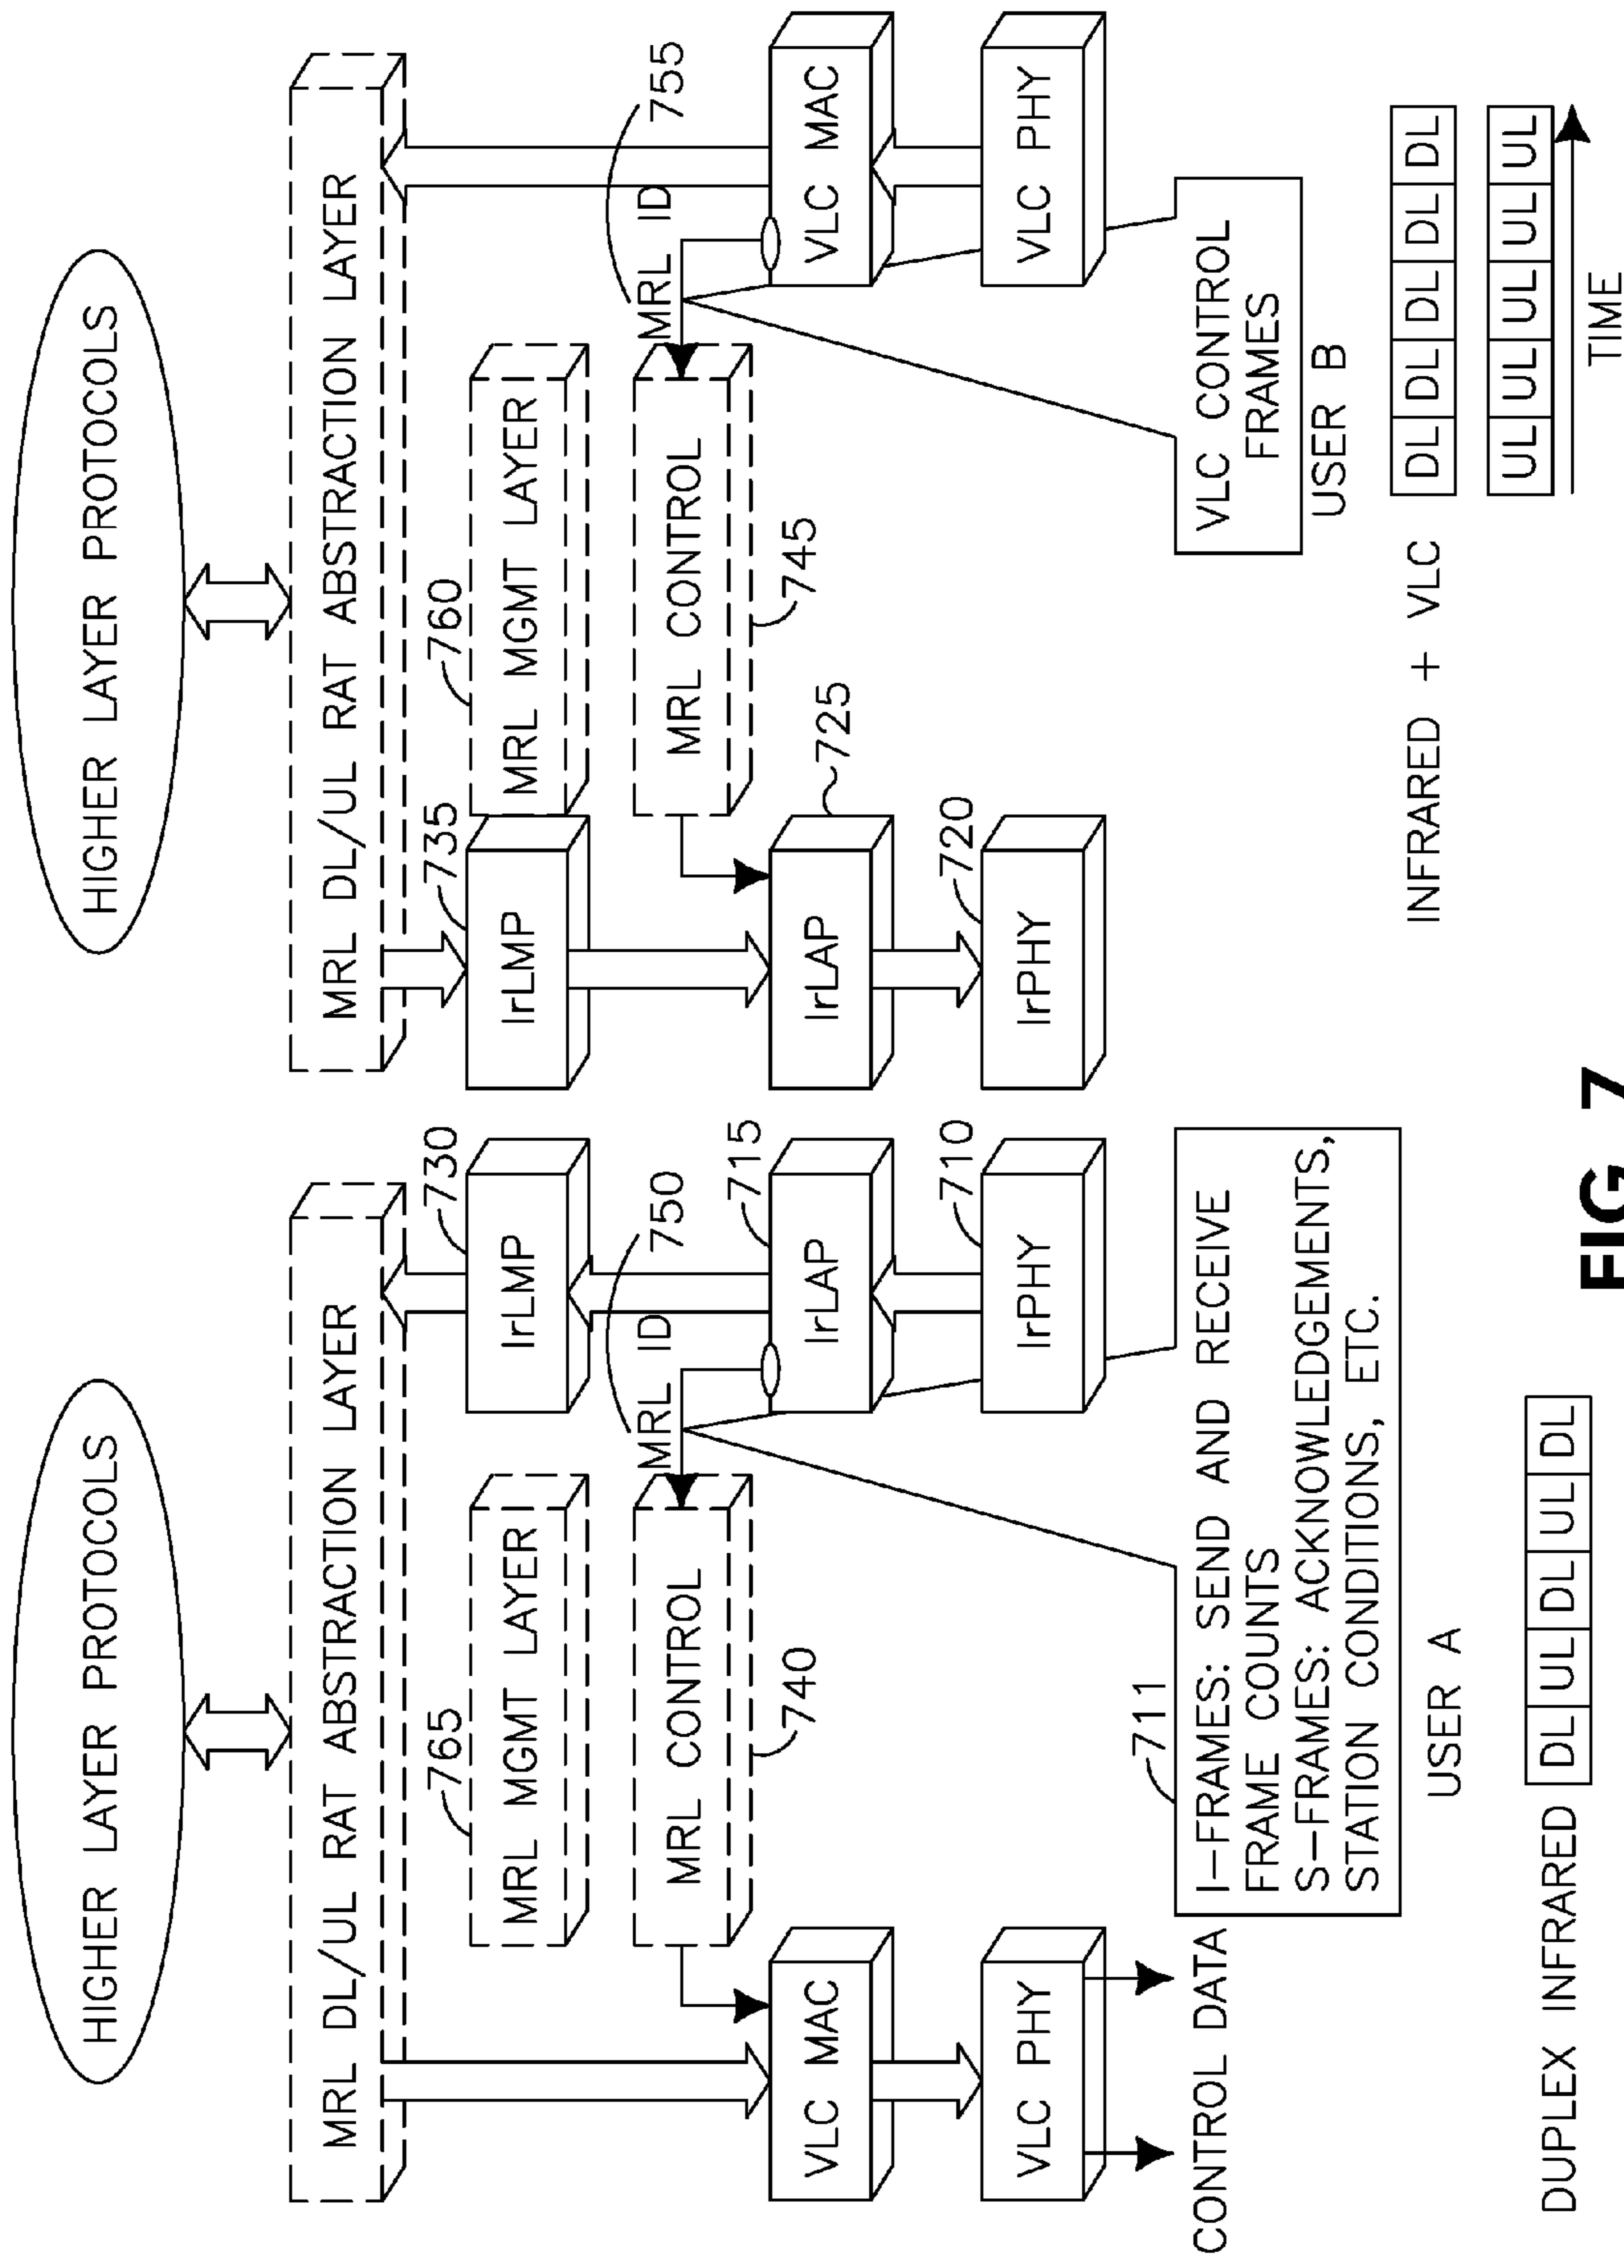 HIGHER LAYER PROTOCOLS
MRL DL/UL RAT ABSTRACTION LAYER
765
MRL MGMT LAYER
730
IrLMP
MRL CONTROL
740
MRL ID
750
VLC MAC
IrLAP
715
VLC PHY
IrPHY
710
CONTROL DATA
711
I-FRAMES: SEND AND RECEIVE
FRAME COUNTS
S-FRAMES: ACKNOWLEDGEMENTS,
STATION CONDITIONS, ETC.
USER A
DUPLEX INFRARED
DL UL DL UL DL
HIGHER LAYER PROTOCOLS
MRL DL/UL RAT ABSTRACTION LAYER
735
IrLMP
760
MRL MGMT LAYER
MRL CONTROL
745
MRL ID
755
IrLAP
725
VLC MAC
IrPHY
720
VLC PHY
VLC CONTROL
FRAMES
USER B
INFRARED + VLC
DL DL DL DL DL
UL UL UL UL UL
TIME
FIG. 7